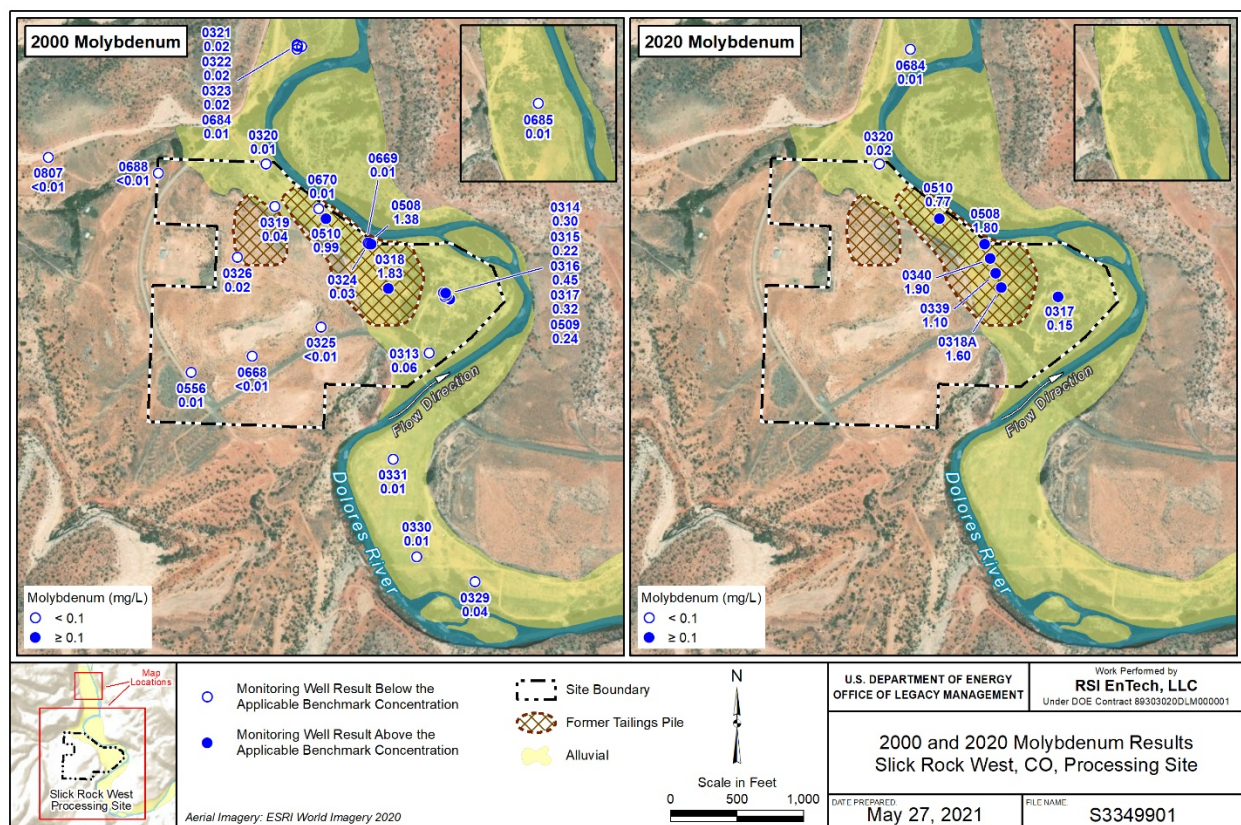 2000 Molybdenum
0321
0.02
0322
0.02
0323
0.02
0684
0.01
0685
0.01
0807
<0.01
0688
<0.01
0320
0.01
0669
0.01
0670
0.01
0508
1.38
0319
0.04
0510
0.99
0314
0.30
0315
0.22
0316
0.45
0317
0.32
0509
0.24
0326
0.02
0324
0.03
0318
1.83
0325
<0.01
0668
<0.01
0556
0.01
0313
0.06
Flow Direction
0331
0.01
0330
0.01
0329
0.04
Dolores River
Molybdenum (mg/L)
< 0.1
≥ 0.1
2020 Molybdenum
0684
0.01
0320
0.02
0510
0.77
0508
1.80
0340
1.90
0339
1.10
0318A
1.60
0317
0.15
Flow Direction
Dolores River
Molybdenum (mg/L)
< 0.1
≥ 0.1
Map
Locations
Slick Rock West
Processing Site
Monitoring Well Result Below the
Applicable Benchmark Concentration
Monitoring Well Result Above the
Applicable Benchmark Concentration
Aerial Imagery: ESRI World Imagery 2020
Site Boundary
Former Tailings Pile
Alluvial
N
Scale in Feet
0 500 1,000
U.S. DEPARTMENT OF ENERGY
OFFICE OF LEGACY MANAGEMENT
Work Performed by
RSI EnTech, LLC
Under DOE Contract 89303020DLM000001
2000 and 2020 Molybdenum Results
Slick Rock West, CO, Processing Site
DATE PREPARED:
May 27, 2021
FILE NAME:
S3349901